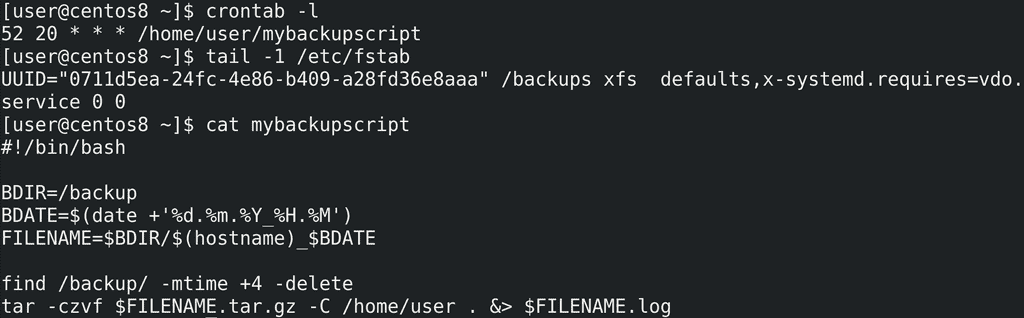 [user@centos8 ~]$ crontab -l
52 20 * * * /home/user/mybackupscript
[user@centos8 ~]$ tail -1 /etc/fstab
UUID="0711d5ea-24fc-4e86-b409-a28fd36e8aaa" /backups xfs  defaults,x-systemd.requires=vdo.
service 0 0
[user@centos8 ~]$ cat mybackupscript
#!/bin/bash

BDIR=/backup
BDATE=$(date +'%d.%m.%Y_%H.%M')
FILENAME=$BDIR/$(hostname)_$BDATE

find /backup/ -mtime +4 -delete
tar -czvf $FILENAME.tar.gz -C /home/user . &> $FILENAME.log